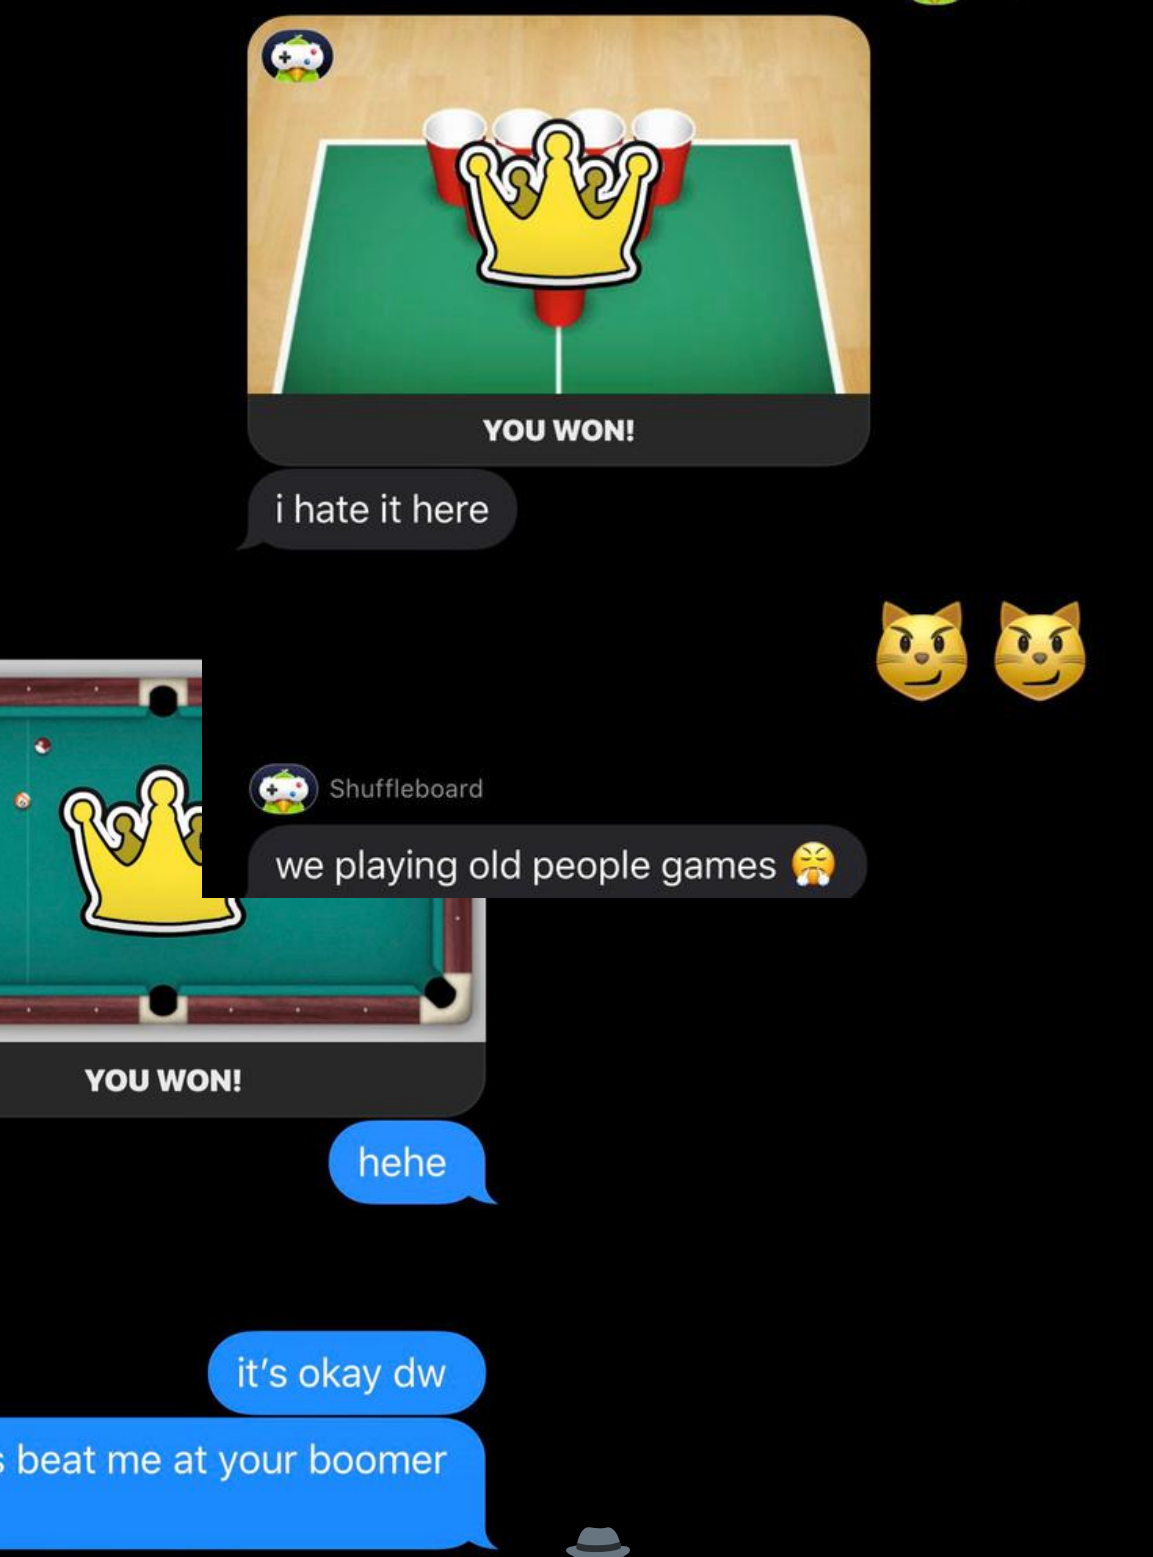 YOU WON!
i hate it here
Shuffleboard
we playing old people games
YOU WON!
hehe
it's okay dw
beat me at your boomer